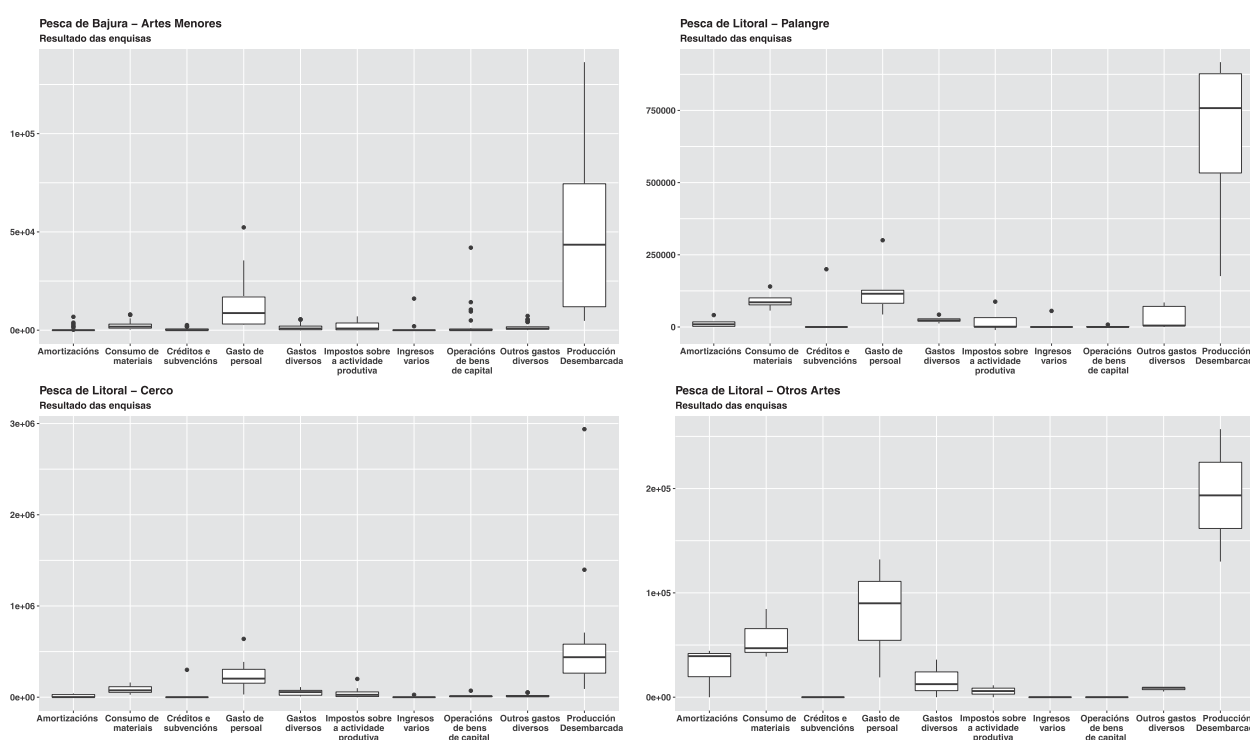 Pesca de Bajura – Artes Menores
Resultado das enquisas
1e+05
5e+04
0e+00
Amortizacións Consumo de Créditos e Gasto de Gastos Impostos sobre Ingresos Operacións Outros gastos Producción
materiais subvencións persoal diversos a actividade varios de bens diversos Desembarcada
produtiva de capital
Pesca de Litoral – Palangre
Resultado das enquisas
750000
500000
250000
0
Amortizacións Consumo de Créditos e Gasto de Gastos Impostos sobre Ingresos Operacións Outros gastos Producción
materiais subvencións persoal diversos a actividade varios de bens diversos Desembarcada
produtiva de capital
Pesca de Litoral – Cerco
Resultado das enquisas
3e+06
2e+06
1e+06
0e+00
Amortizacións Consumo de Créditos e Gasto de Gastos Impostos sobre Ingresos Operacións Outros gastos Producción
materiais subvencións persoal diversos a actividade varios de bens diversos Desembarcada
produtiva de capital
Pesca de Litoral – Otros Artes
Resultado das enquisas
2e+05
1e+05
0e+00
Amortizacións Consumo de Créditos e Gasto de Gastos Impostos sobre Ingresos Operacións Outros gastos Producción
materiais subvencións persoal diversos a actividade varios de bens diversos Desembarcada
produtiva de capital